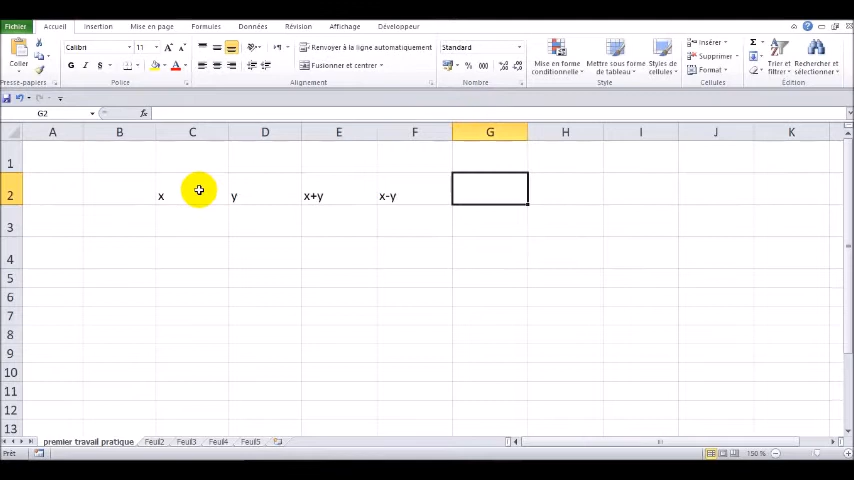 Fichier Accueil Insertion Mise en page Formules Données Révision Affichage Développeur
Calibri 11 A A Renvoyer à la ligne automatiquement Standard Insérer Σ
Coller G I S A Fusionner et centrer % 000 Mise en forme conditionnelle Mettre sous forme de tableau Styles de cellules Supprimer Format Trier et filtrer Rechercher et sélectionner
Presse-papiers Police Alignement Nombre Style Cellules Édition
G2 fx
A B C D E F G H I J K
1
2 x y x+y x-y
3
4
5
6
7
8
9
10
11
12
13
premier travail pratique Feuil2 Feuil3 Feuil4 Feuil5
Prêt 150 %